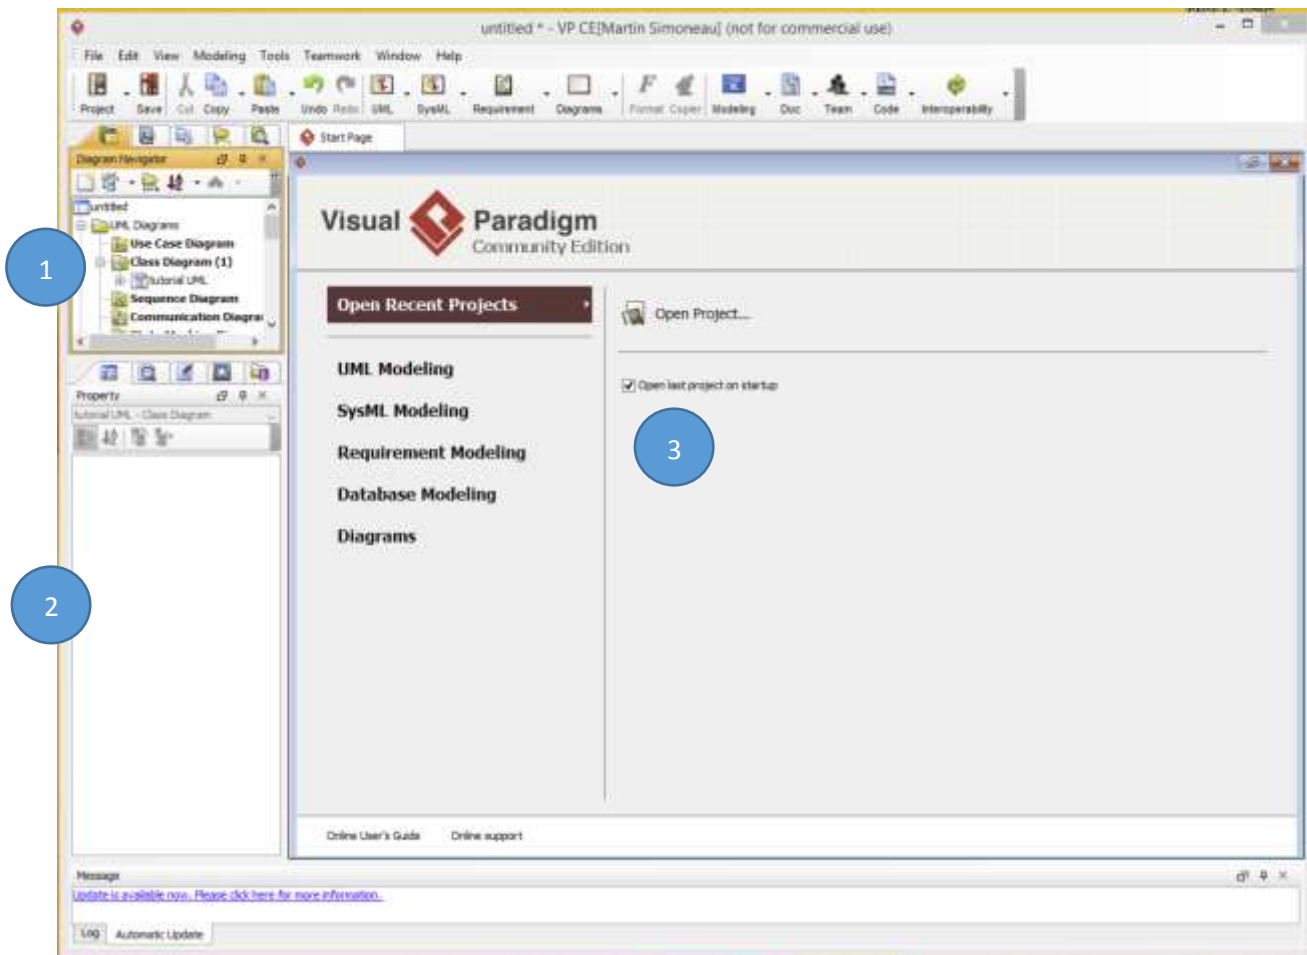 untitled * - VP CE[Martin Simoneau] (not for commercial use)
File Edit View Modeling Tools Teamwork Window Help
Project Save Cut Copy Paste Undo Redo UML SysML Requirement Diagrams Format Copier Modeling Doc Team Code Interoperability
Start Page
Diagram Navigator
untitled
UML Diagrams
Use Case Diagram
Class Diagram (1)
tutorial UML
Sequence Diagram
Communication Diagra
1
Visual Paradigm
Community Edition
Open Recent Projects
Open Project...
UML Modeling
Open last project on startup
SysML Modeling
Requirement Modeling
3
Database Modeling
Diagrams
Property
tutorial UML - Class Diagram
2
Online User's Guide Online support
Message
Update is available now. Please click here for more information.
Log Automatic Update